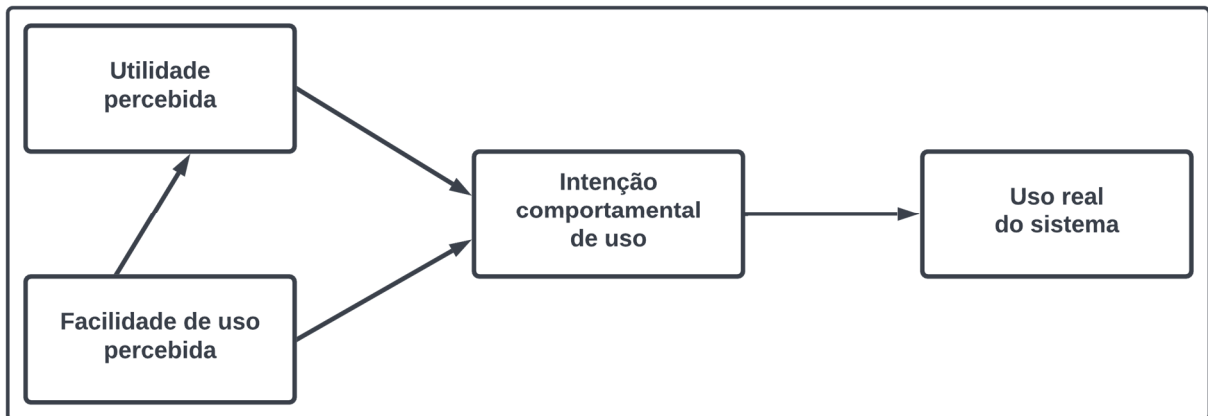 Utilidade
percebida
Intenção
comportamental
de uso
Uso real
do sistema
Facilidade de uso
percebida